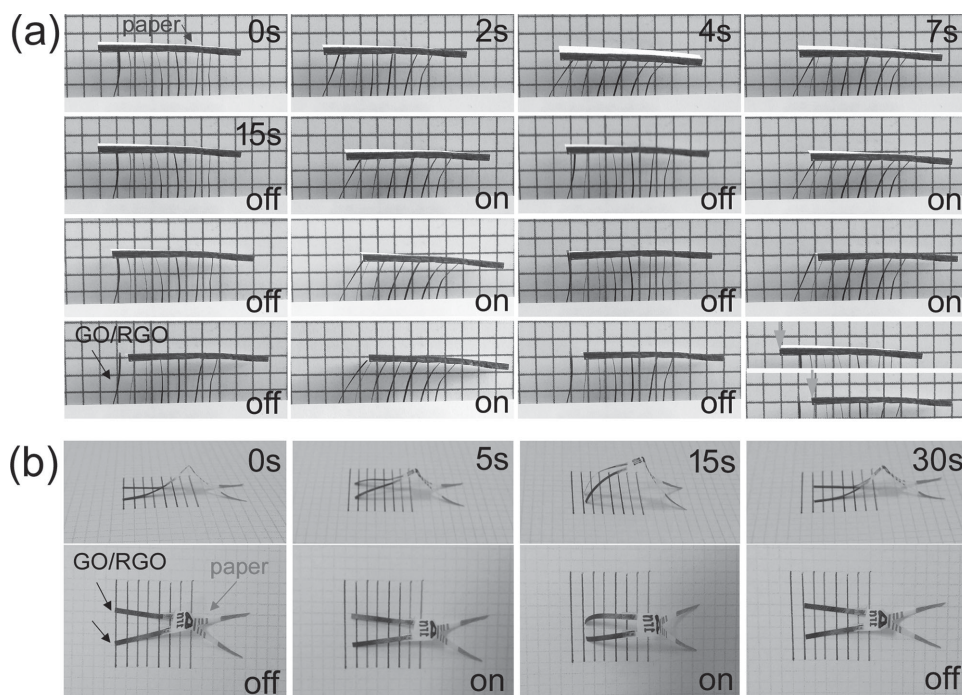 (a)
paper 0s 2s 4s 7s
15s
off on off on
off on off on
GO/RGO
off on off
(b)
0s 5s 15s 30s
GO/RGO paper
off on on off